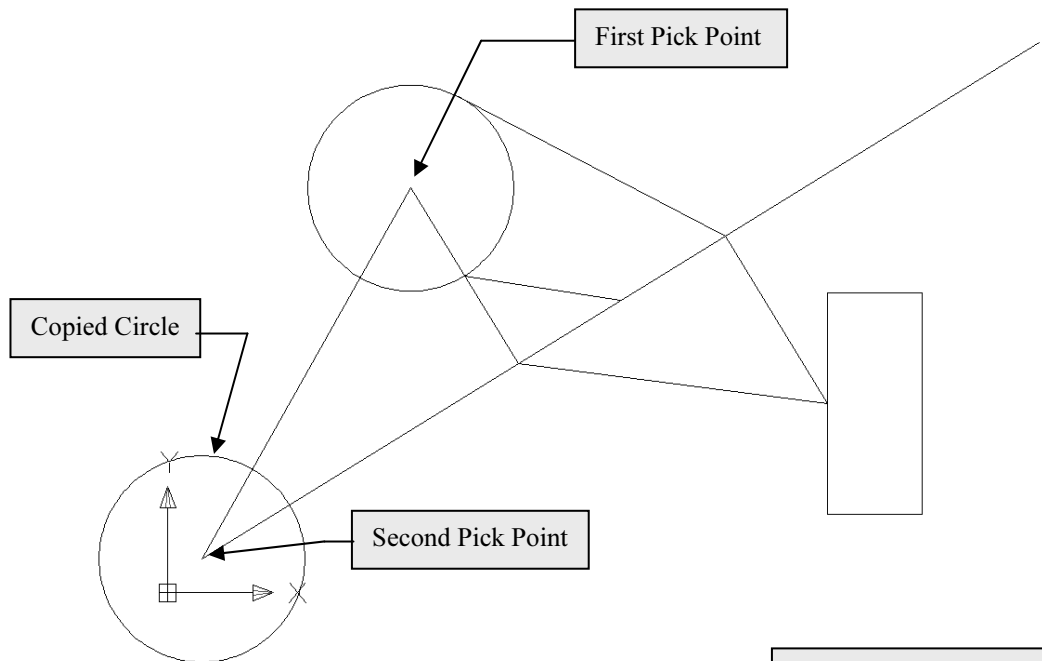 First Pick Point
Copied Circle
Y
Second Pick Point
X